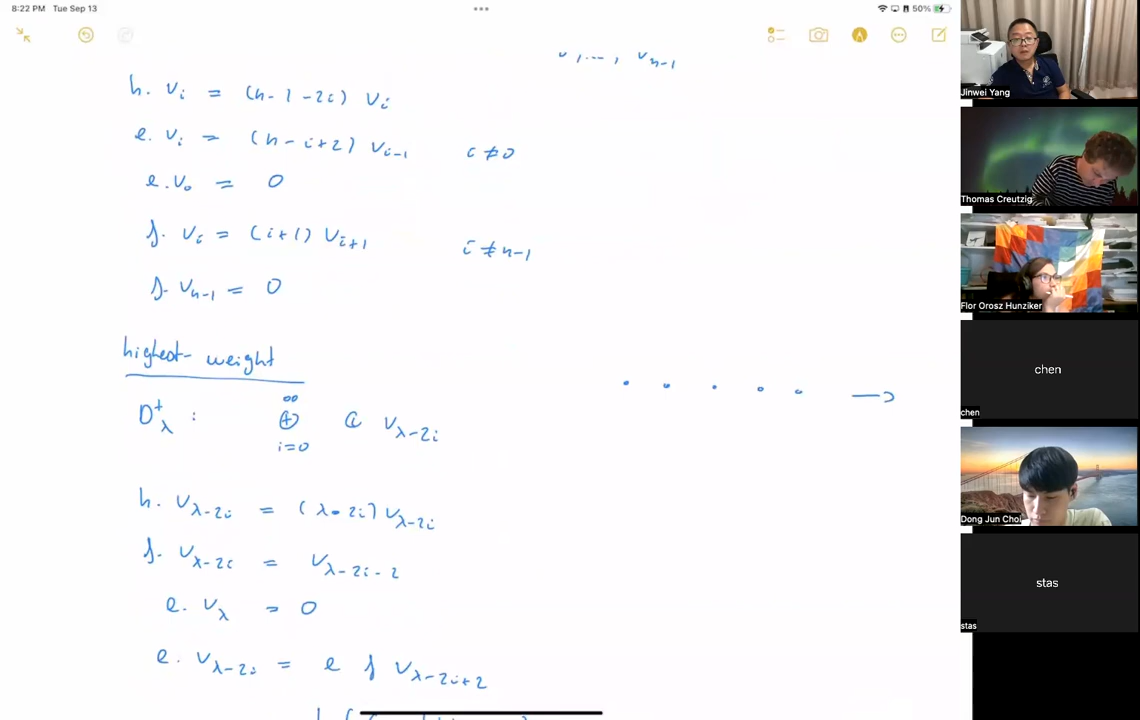 8:22 PM Tue Sep 13
50%
v , ... , v_{n-1}
h. v_i = (n-1-2i) v_i
e. v_i = (n-i+2) v_{i-1} i ≠ 0
e. v_0 = 0
f. v_i = (i+1) v_{i+1} i ≠ n-1
f. v_{n-1} = 0
highest-weight
D^+_λ : ⊕_{i=0}^{∞} ℂ v_{λ-2i}
h. v_{λ-2i} = (λ-2i) v_{λ-2i}
f. v_{λ-2i} = v_{λ-2i-2}
e. v_λ = 0
e. v_{λ-2i} = e f v_{λ-2i+2}
Jinwei Yang
Thomas Creutzig
Flor Orosz Hunziker
chen
chen
Dong Jun Choi
stas
stas